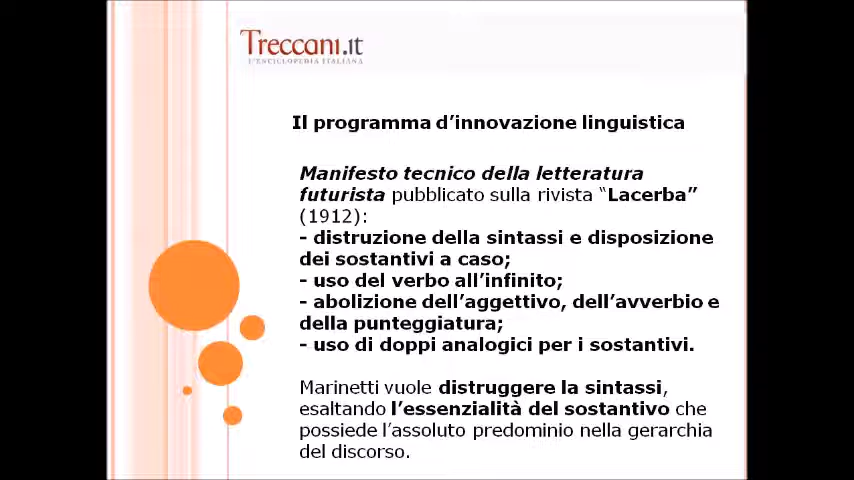 Treccani.it
L'ENCICLOPEDIA ITALIANA
Il programma d'innovazione linguistica
Manifesto tecnico della letteratura
futurista pubblicato sulla rivista “Lacerba”
(1912):
- distruzione della sintassi e disposizione
dei sostantivi a caso;
- uso del verbo all'infinito;
- abolizione dell'aggettivo, dell'avverbio e
della punteggiatura;
- uso di doppi analogici per i sostantivi.
Marinetti vuole distruggere la sintassi,
esaltando l'essenzialità del sostantivo che
possiede l'assoluto predominio nella gerarchia
del discorso.